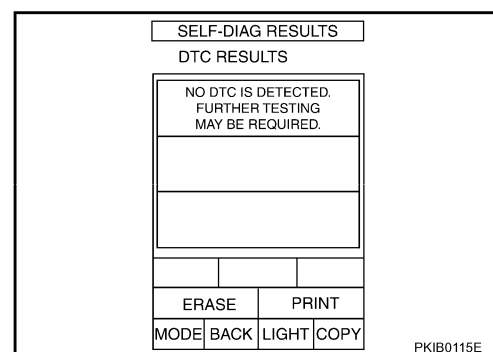 SELF-DIAG RESULTS
DTC RESULTS
NO DTC IS DETECTED.
FURTHER TESTING
MAY BE REQUIRED.
ERASE PRINT
MODE BACK LIGHT COPY
PKIB0115E